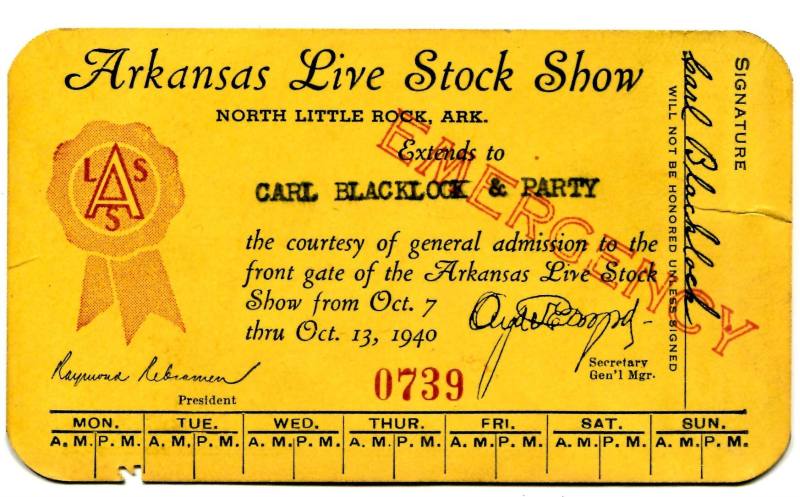 Arkansas Live Stock Show
NORTH LITTLE ROCK, ARK.
Extends to
CARL BLACKLOCK & PARTY
the courtesy of general admission to the
front gate of the Arkansas Live Stock
Show from Oct. 7
thru Oct. 13, 1940
EMERGENCY
L A S S
Raymond
President
Secretary
Gen'l Mgr.
0739
SIGNATURE
Carl Blacklock
WILL NOT BE HONORED UNLESS SIGNED
MON. TUE. WED. THUR. FRI. SAT. SUN.
A. M. P. M. A. M. P. M. A. M. P. M. A. M. P. M. A. M. P. M. A. M. P. M. A. M. P. M.